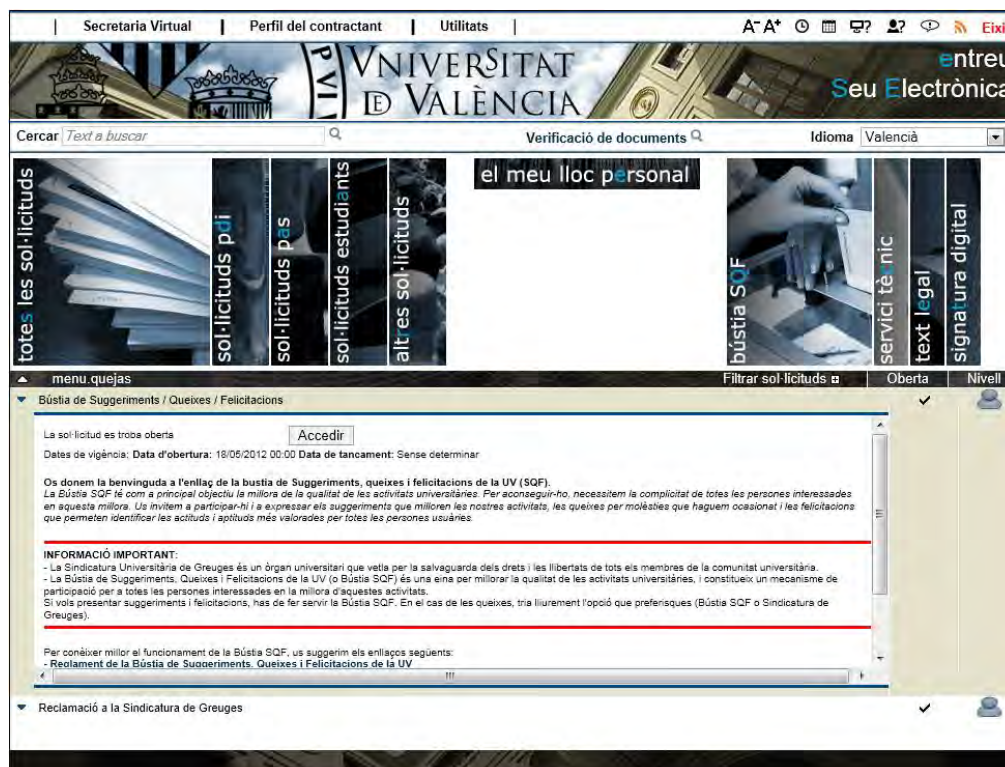 Secretaria Virtual | Perfil del contractant | Utilitats |
A- A+ Eixi
PVI
VNIVERSITAT
D VALÈNCIA
entreu
Seu Electrònica
Cercar Text a buscar
Verificació de documents
Idioma Valencià
totes les sol·licituds
sol·licituds pdi
sol·licituds pas
sol·licituds estudiants
altres sol·licituds
el meu lloc personal
bústia SQF
servici tècnic
text legal
signatura digital
menu.quejas Filtrar sol·licituds Oberta Nivell
Bústia de Suggeriments / Queixes / Felicitacions
La sol·licitud es troba oberta Accedir
Dates de vigència: Data d'obertura: 18/05/2012 00:00 Data de tancament: Sense determinar
Os donem la benvinguda a l'enllaç de la bustia de Suggeriments, queixes i felicitacions de la UV (SQF).
La Bústia SQF té com a principal objectiu la millora de la qualitat de les activitats universitàries. Per aconseguir-ho, necessitem la complicitat de totes les persones interessades
en aquesta millora. Us invitem a participar-hi i a expressar els suggeriments que milloren les nostres activitats, les queixes per molèsties que haguem ocasionat i les felicitacions
que permeten identificar les actituds i aptituds més valorades per totes les persones usuàries.
INFORMACIÓ IMPORTANT:
- La Sindicatura Universitària de Greuges és un òrgan universitari que vetla per la salvaguarda dels drets i les llibertats de tots els membres de la comunitat universitària.
- La Bústia de Suggeriments, Queixes i Felicitacions de la UV (o Bústia SQF) és una eina per millorar la qualitat de les activitats universitàries, i constitueix un mecanisme de
participació per a totes les persones interessades en la millora d'aquestes activitats.
Si vols presentar suggeriments i felicitacions, has de fer servir la Bústia SQF. En el cas de les queixes, tria lliurement l'opció que preferisques (Bústia SQF o Sindicatura de
Greuges).
Per conèixer millor el funcionament de la Bústia SQF, us suggerim els enllaços següents:
- Reglament de la Bústia de Suggeriments, Queixes i Felicitacions de la UV
Reclamació a la Sindicatura de Greuges